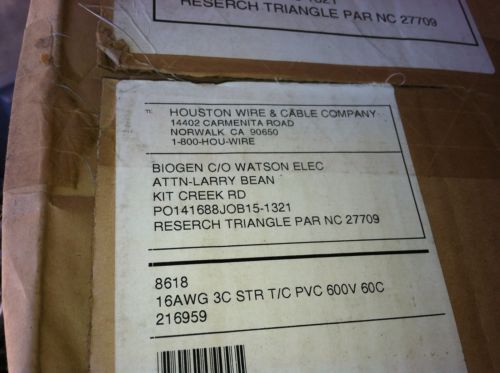 RESERCH TRIANGLE PAR NC 27709
HOUSTON WIRE & CABLE COMPANY
14402 CARMENITA ROAD
NORWALK CA 90650
1-800-HOU-WIRE
BIOGEN C/O WATSON ELEC
ATTN-LARRY BEAN
KIT CREEK RD
PO141688JOB15-1321
RESERCH TRIANGLE PAR NC 27709
8618
16AWG 3C STR T/C PVC 600V 60C
216959